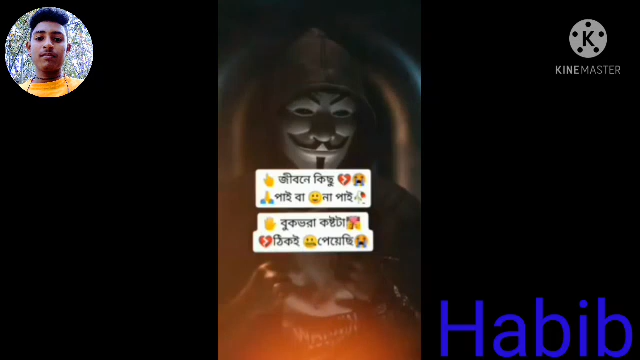 KINEMASTER
👆 জীবনে কিছু 💔😭
🙏পাই বা 🙂না পাই🥀
🖐 বুকভরা কষ্টটা💏
💔ঠিকই 🤐পেয়েছি😭
Habib